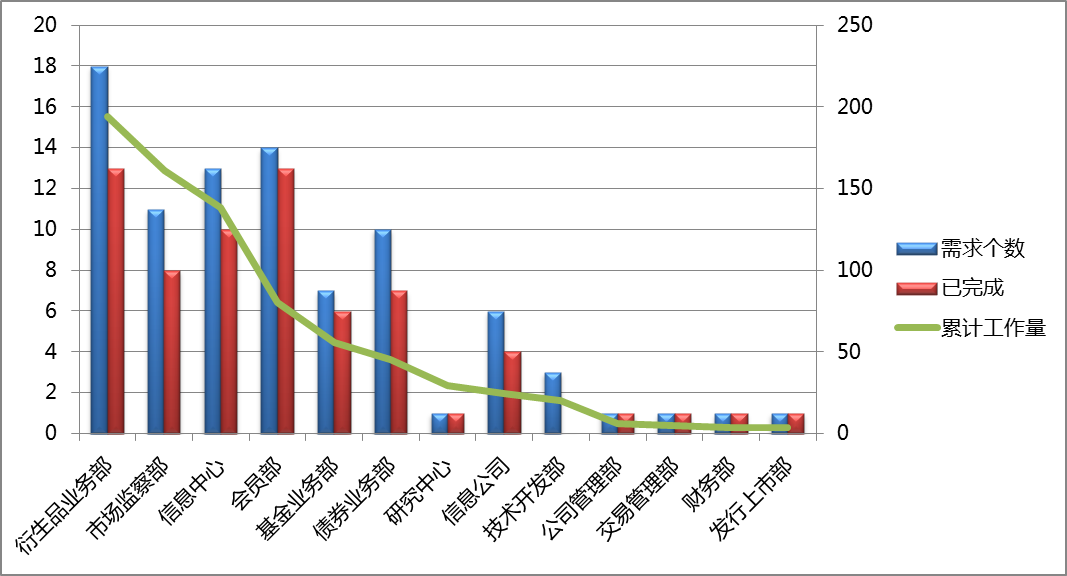 20
18
16
14
12
10
8
6
4
2
0
250
200
150
100
50
0
衍生品业务部
市场监察部
信息中心
会员部
基金业务部
债券业务部
研究中心
信息公司
技术开发部
公司管理部
交易管理部
财务部
发行上市部
需求个数
已完成
累计工作量